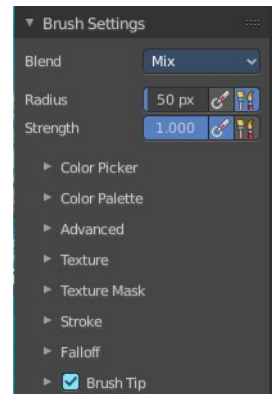 Brush Settings
Blend Mix
Radius 50 px
Strength 1.000
Color Picker
Color Palette
Advanced
Texture
Texture Mask
Stroke
Falloff
Brush Tip